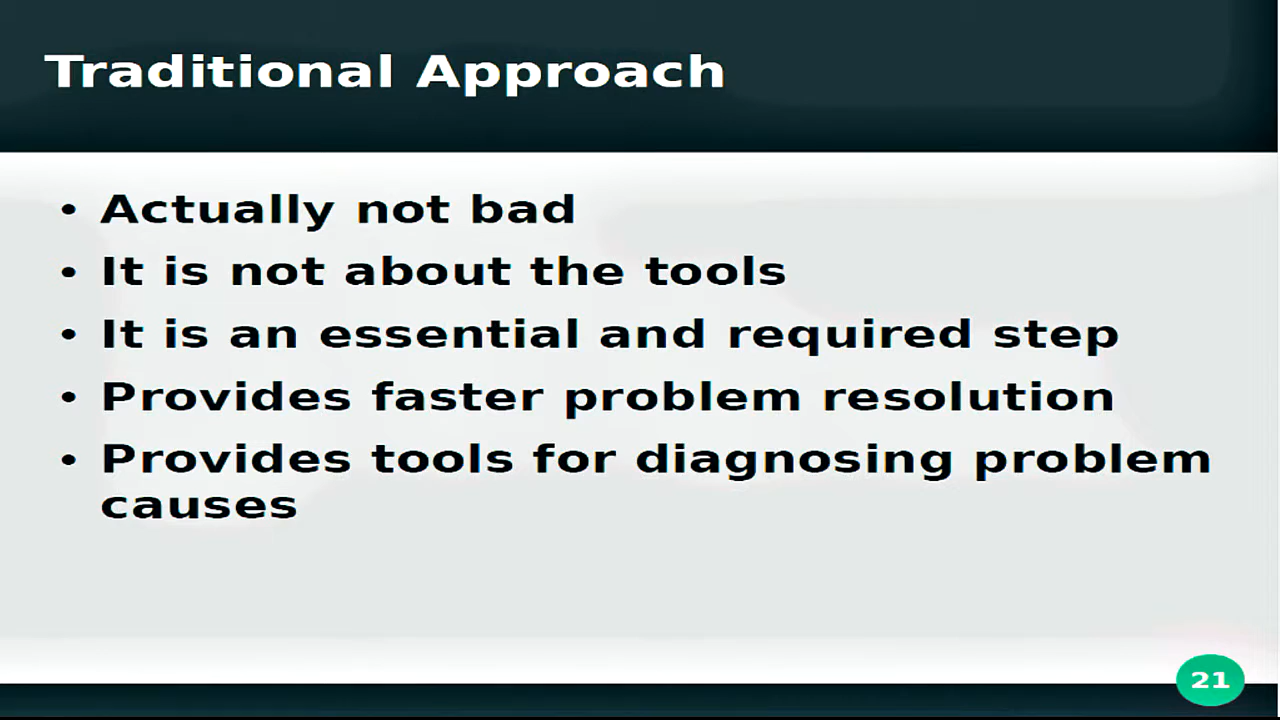 Traditional Approach
• Actually not bad
• It is not about the tools
• It is an essential and required step
• Provides faster problem resolution
• Provides tools for diagnosing problem
causes
21